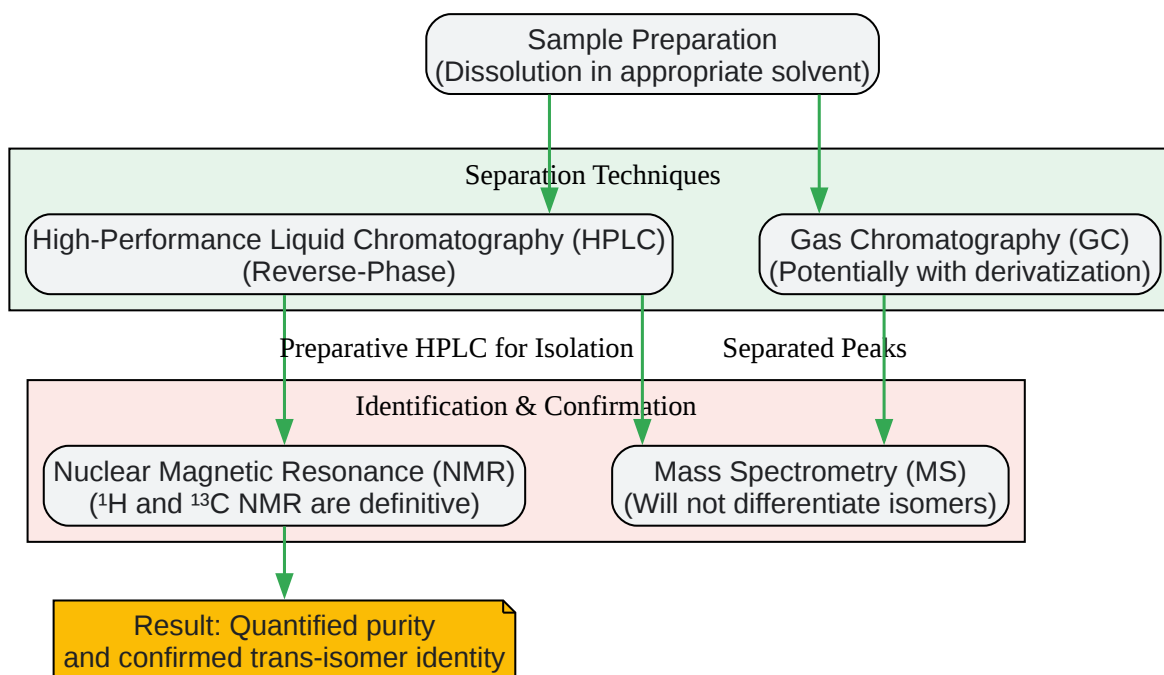 Sample Preparation
(Dissolution in appropriate solvent)
Separation Techniques
High-Performance Liquid Chromatography (HPLC)
(Reverse-Phase)
Gas Chromatography (GC)
(Potentially with derivatization)
Preparative HPLC for Isolation
Separated Peaks
Identification & Confirmation
Nuclear Magnetic Resonance (NMR)
(¹H and ¹³C NMR are definitive)
Mass Spectrometry (MS)
(Will not differentiate isomers)
Result: Quantified purity
and confirmed trans-isomer identity